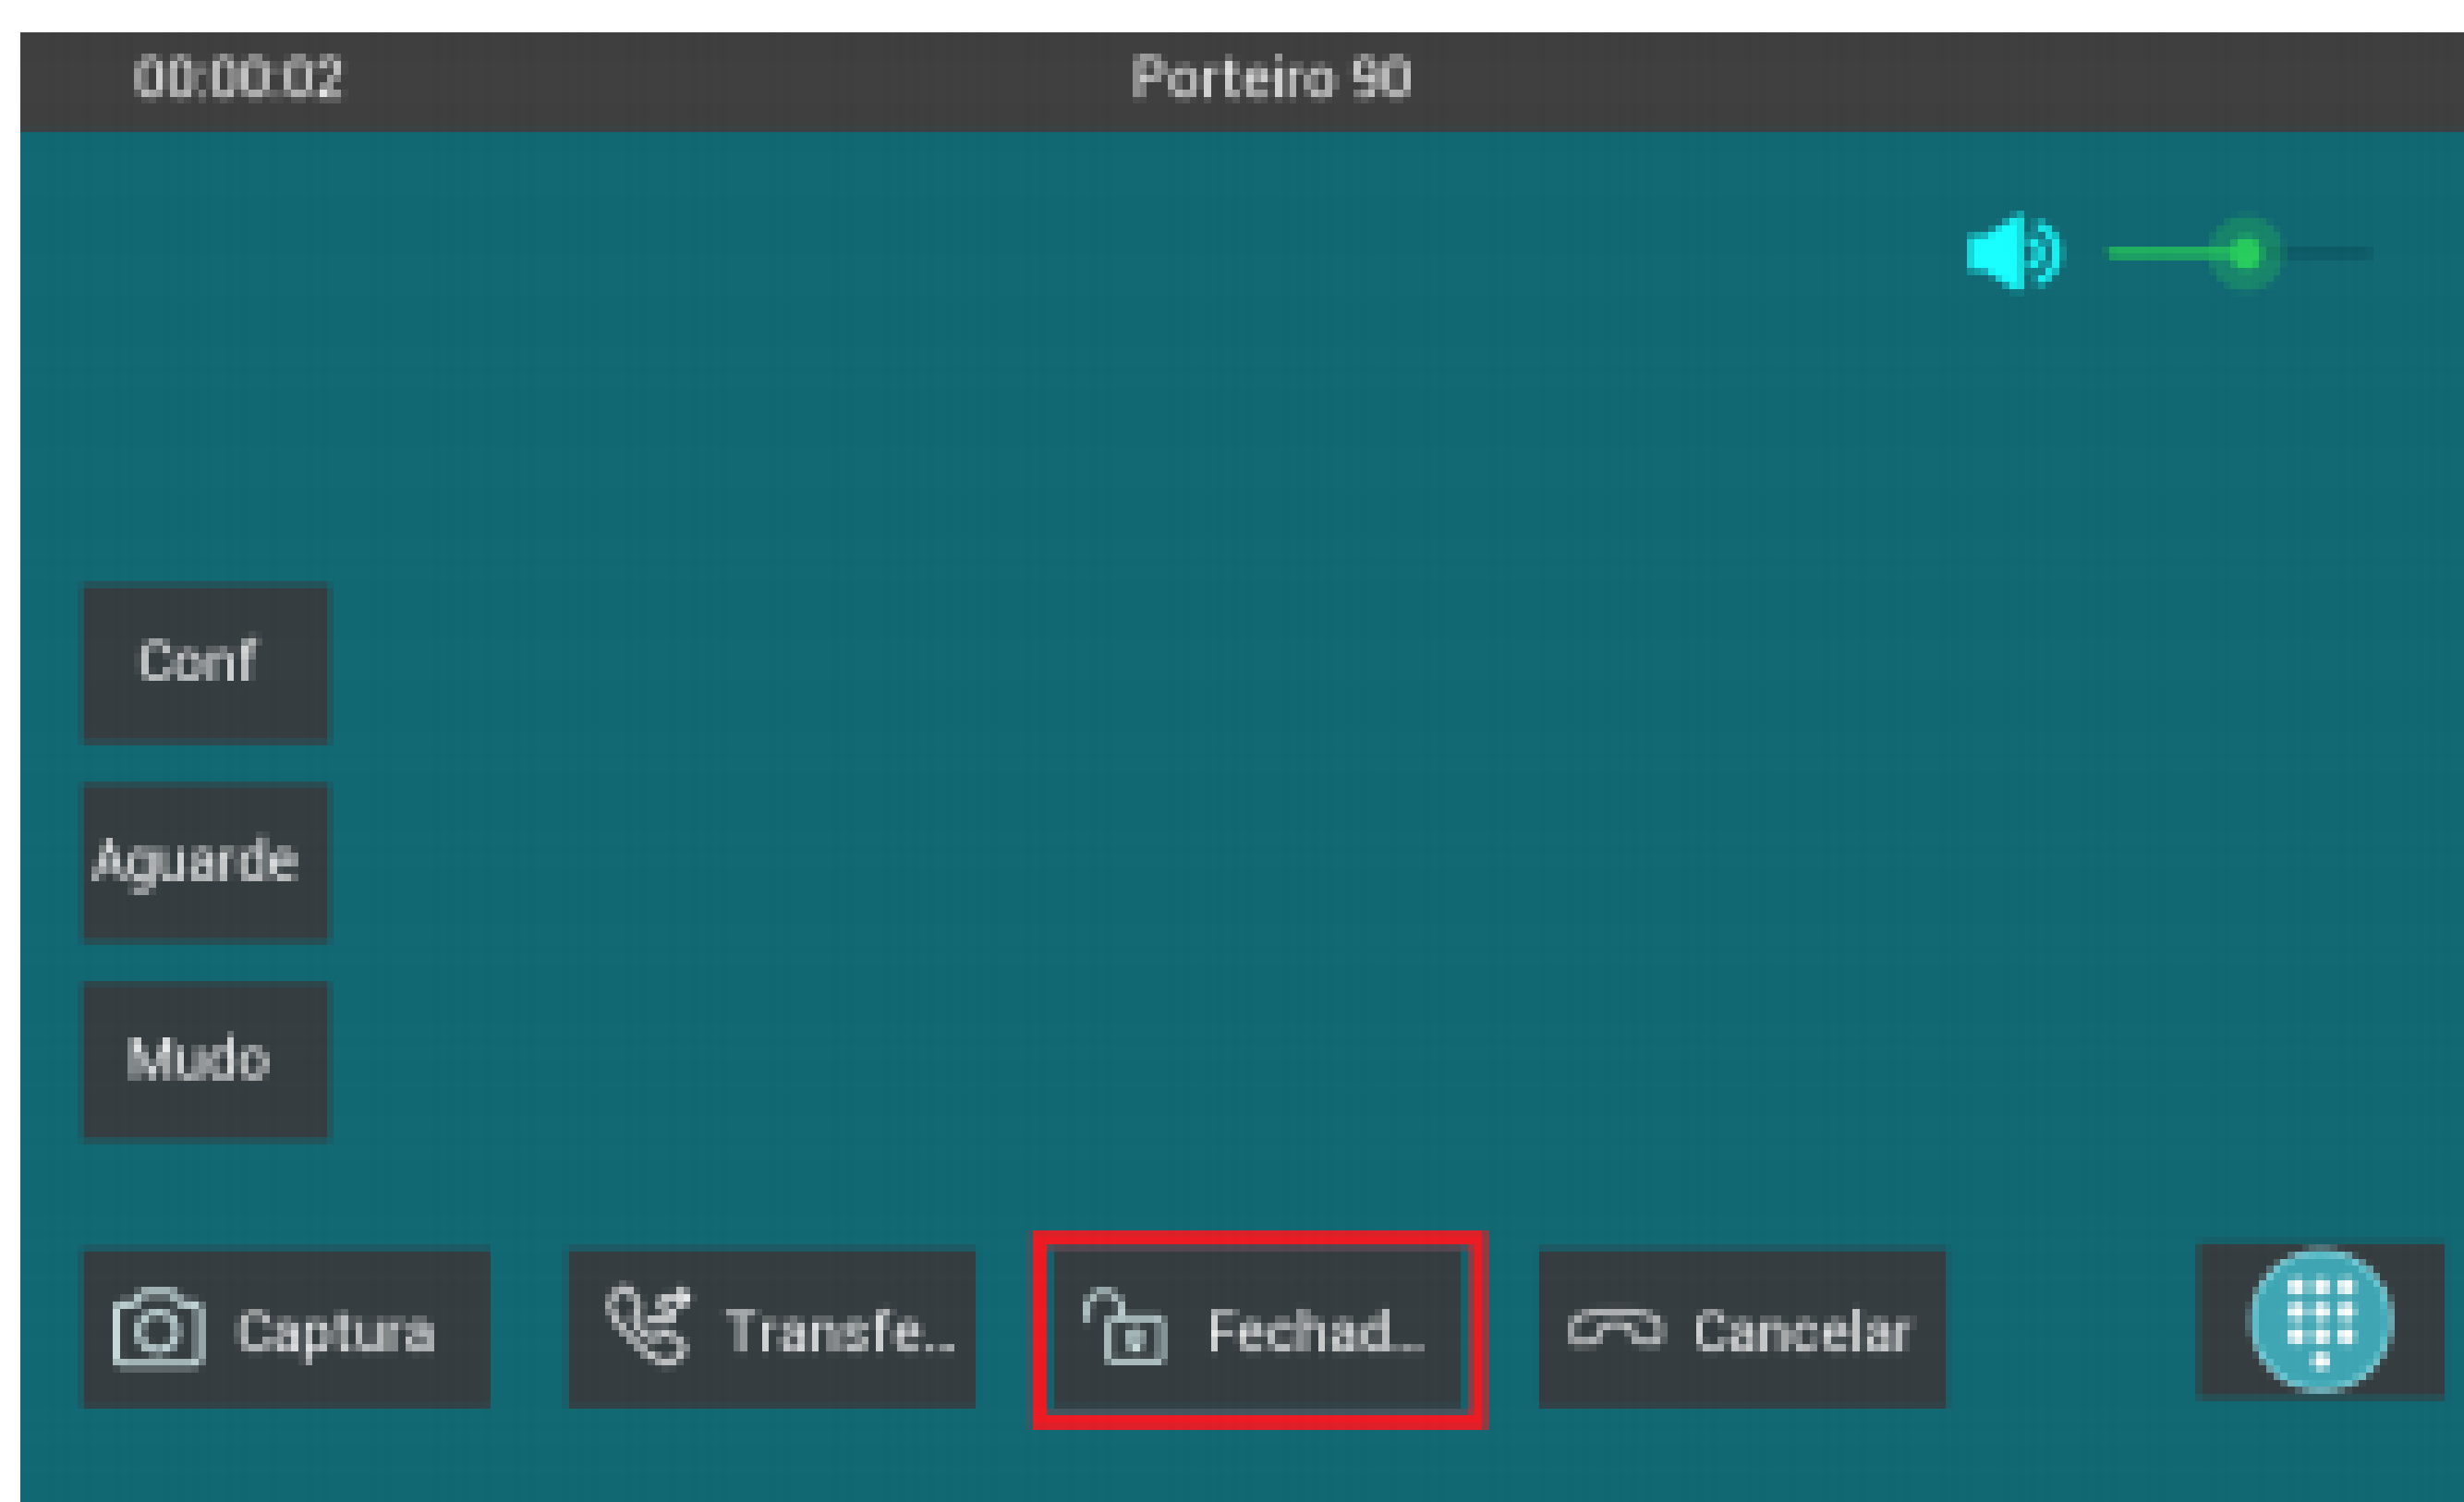 00:00:02 Porteiro 90
Conf
Aguarde
Mudo
Captura Transfe... Fechad... Cancelar